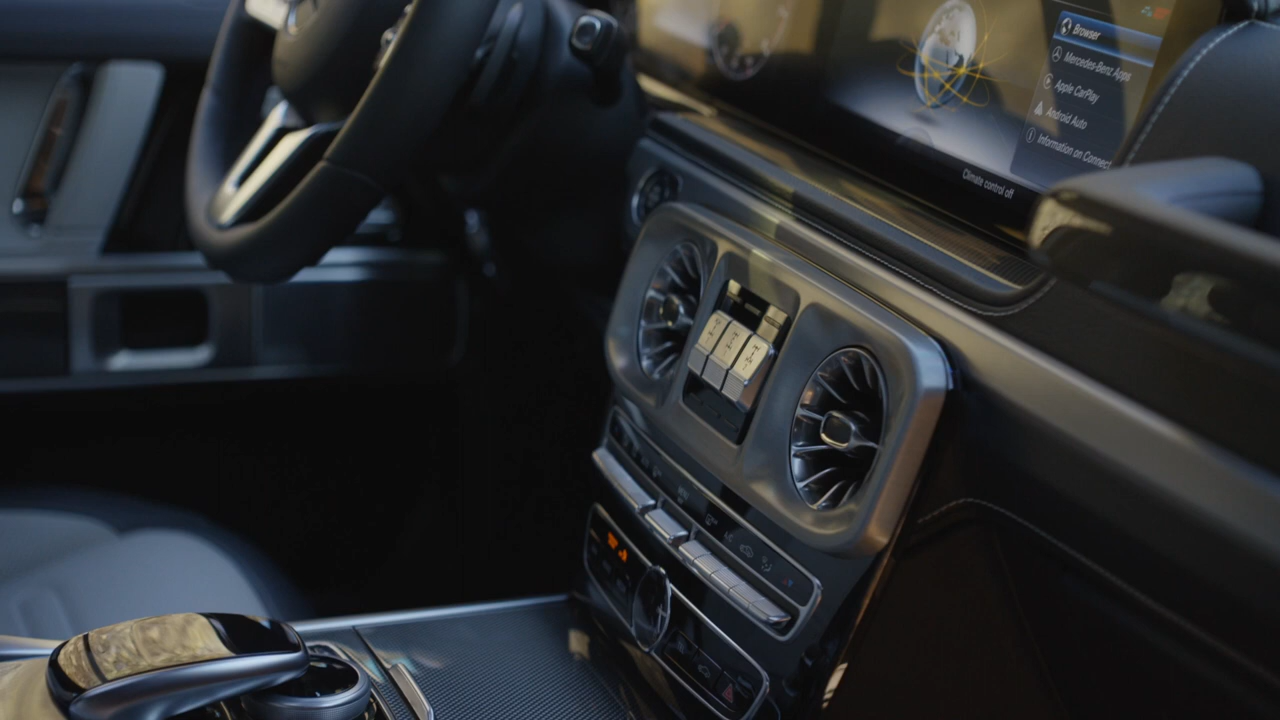 Browser
Mercedes-Benz Apps
Apple CarPlay
Android Auto
Information on Connect
Climate control off